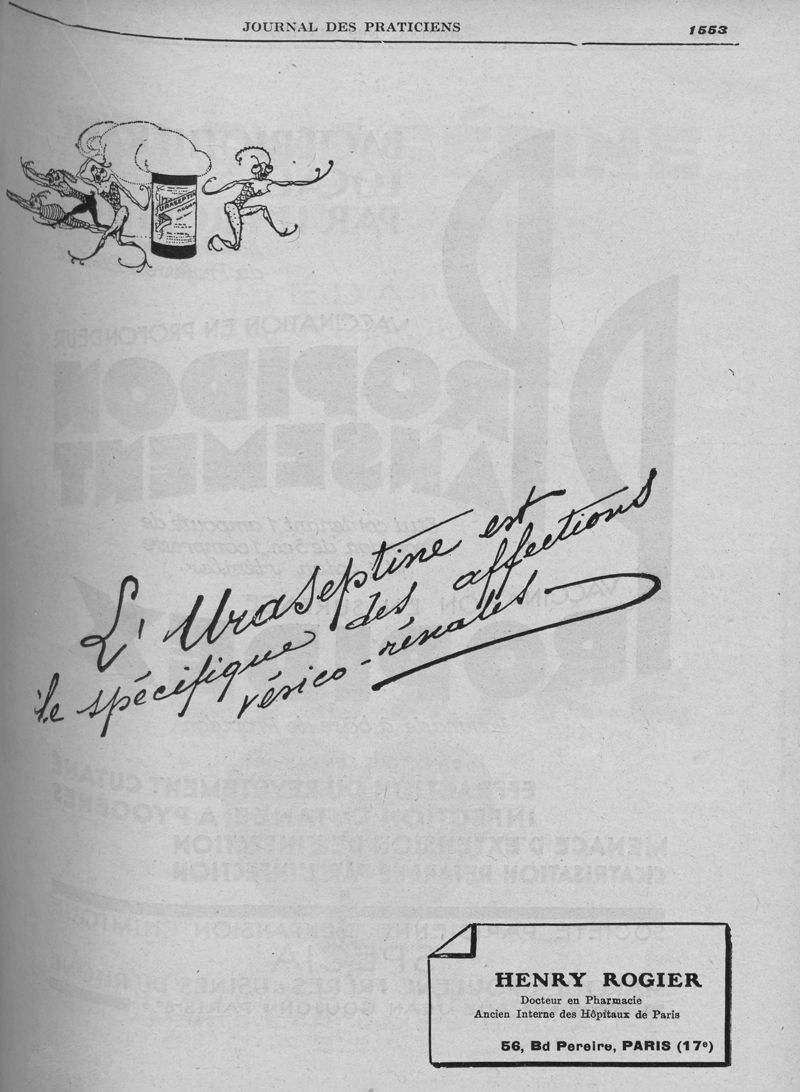 JOURNAL DES PRATICIENS 1553
URASEPTINE
L'Uraseptine est
le spécifique des affections
vésico-rénales
HENRY ROGIER
Docteur en Pharmacie
Ancien Interne des Hôpitaux de Paris
56, Bd Pereire, PARIS (17e)